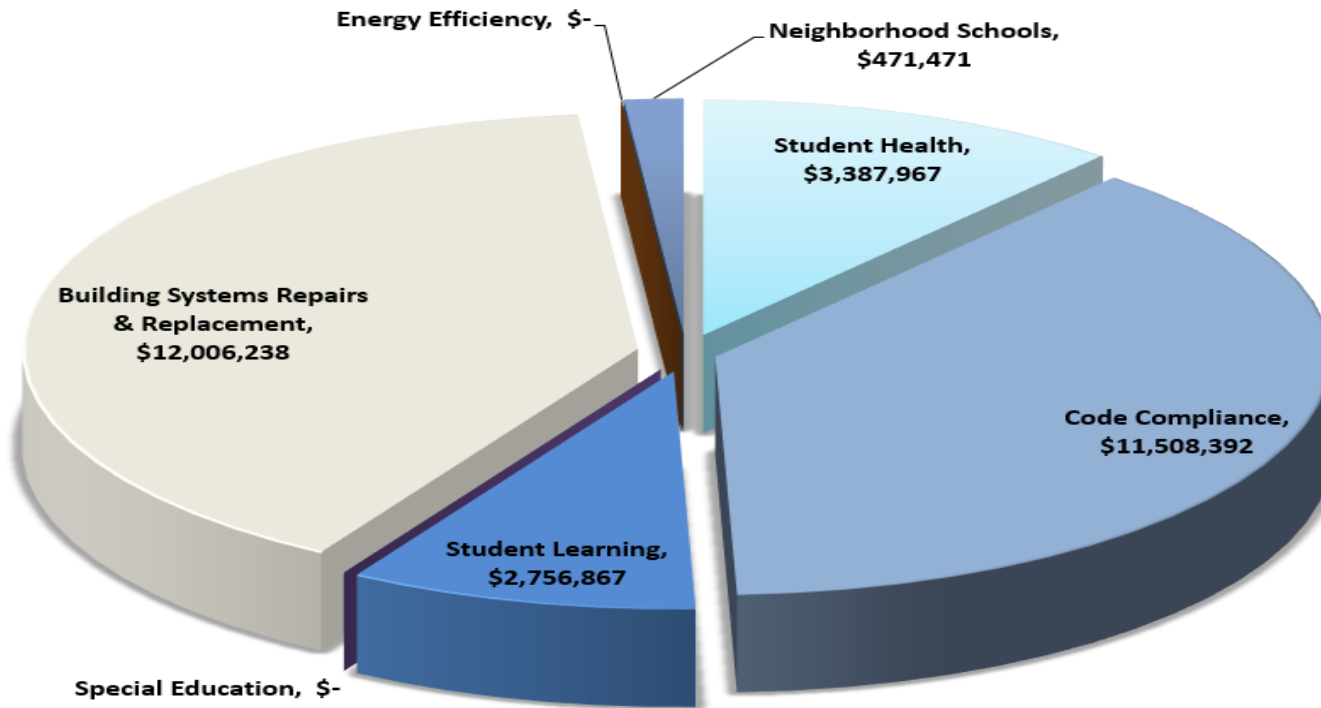 Energy Efficiency, $-
Neighborhood Schools,
$471,471
Student Health,
$3,387,967
Building Systems Repairs
& Replacement,
$12,006,238
Code Compliance,
$11,508,392
Student Learning,
$2,756,867
Special Education, $-